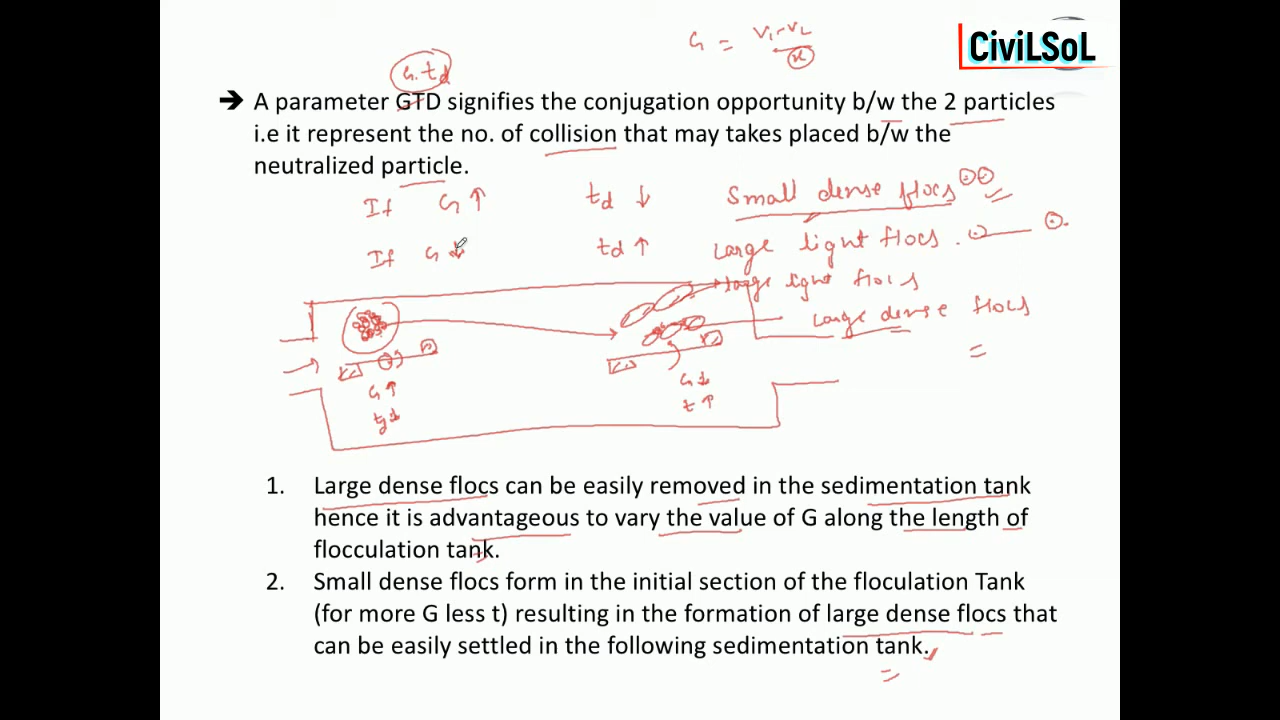 G = V1-V2
x
CiViLSoL
G.td
➔ A parameter GTD signifies the conjugation opportunity b/w the 2 particles
i.e it represent the no. of collision that may takes placed b/w the
neutralized particle.
If G↑ td ↓ Small dense flocs
If G↓ td ↑ Large light flocs.
large light flocs
Large dense flocs
=
G↑ G↓
td↓ t↑
1. Large dense flocs can be easily removed in the sedimentation tank
hence it is advantageous to vary the value of G along the length of
flocculation tank.
2. Small dense flocs form in the initial section of the floculation Tank
(for more G less t) resulting in the formation of large dense flocs that
can be easily settled in the following sedimentation tank.